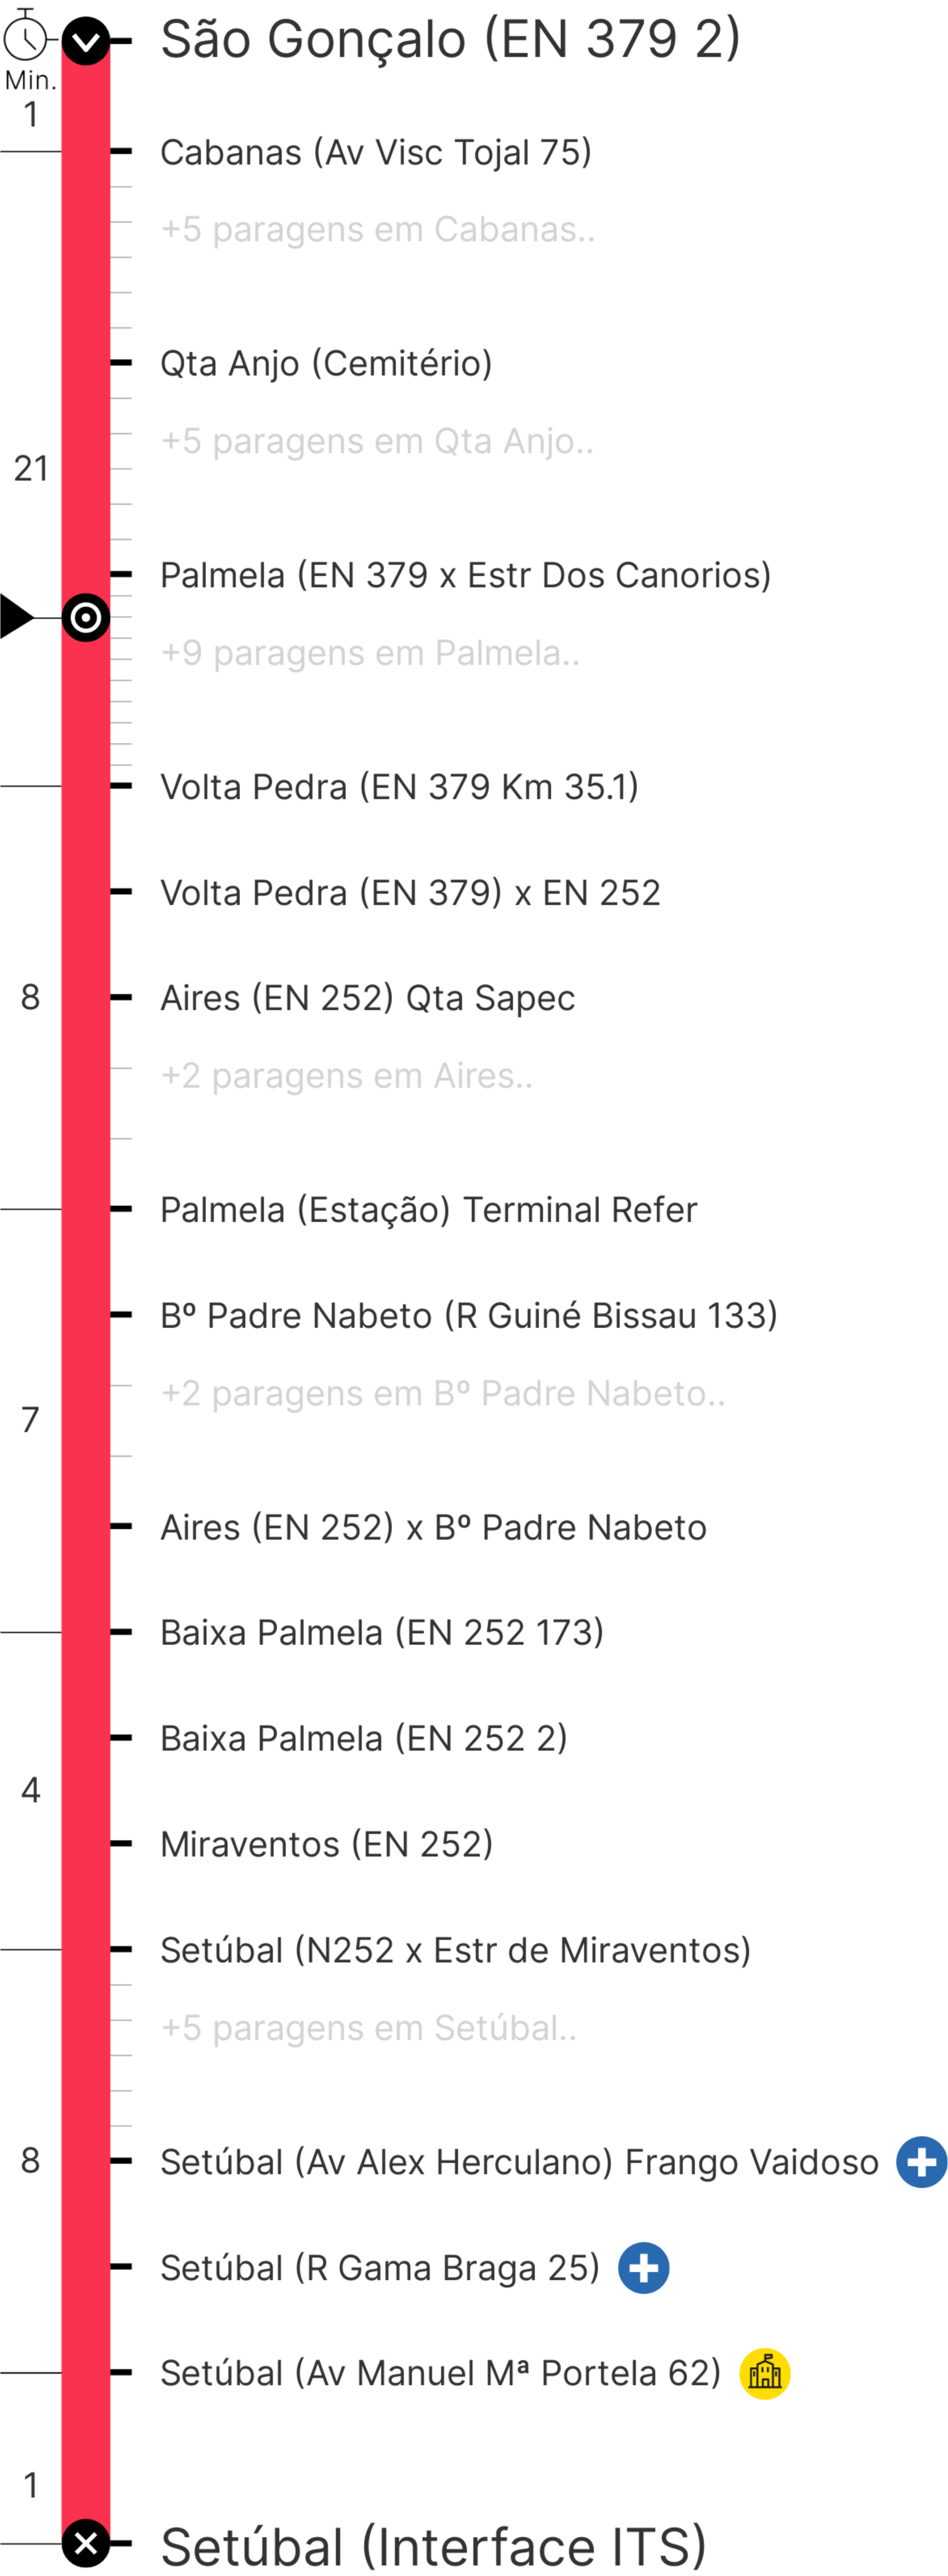 São Gonçalo (EN 379 2)
Min.
1
Cabanas (Av Visc Tojal 75)
+5 paragens em Cabanas..
Qta Anjo (Cemitério)
+5 paragens em Qta Anjo..
21
Palmela (EN 379 x Estr Dos Canorios)
+9 paragens em Palmela..
Volta Pedra (EN 379 Km 35.1)
Volta Pedra (EN 379) x EN 252
8
Aires (EN 252) Qta Sapec
+2 paragens em Aires..
Palmela (Estação) Terminal Refer
Bº Padre Nabeto (R Guiné Bissau 133)
+2 paragens em Bº Padre Nabeto..
7
Aires (EN 252) x Bº Padre Nabeto
Baixa Palmela (EN 252 173)
Baixa Palmela (EN 252 2)
4
Miraventos (EN 252)
Setúbal (N252 x Estr de Miraventos)
+5 paragens em Setúbal..
8
Setúbal (Av Alex Herculano) Frango Vaidoso
Setúbal (R Gama Braga 25)
Setúbal (Av Manuel Mª Portela 62)
1
Setúbal (Interface ITS)